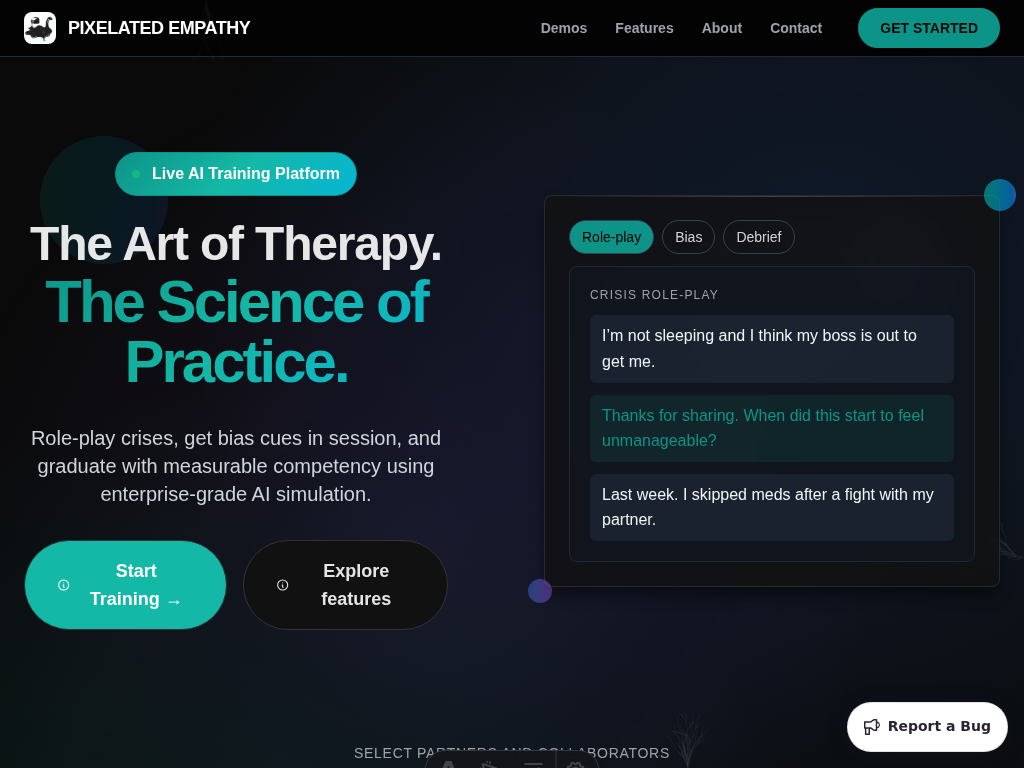 PIXELATED EMPATHY
Demos
Features
About
Contact
GET STARTED
Live AI Training Platform
The Art of Therapy.
The Science of
Practice.
Role-play crises, get bias cues in session, and
graduate with measurable competency using
enterprise-grade AI simulation.
Start
Training →
Explore
features
Role-play
Bias
Debrief
CRISIS ROLE-PLAY
I’m not sleeping and I think my boss is out to
get me.
Thanks for sharing. When did this start to feel
unmanageable?
Last week. I skipped meds after a fight with my
partner.
Report a Bug
SELECT PARTNERS AND COLLABORATORS